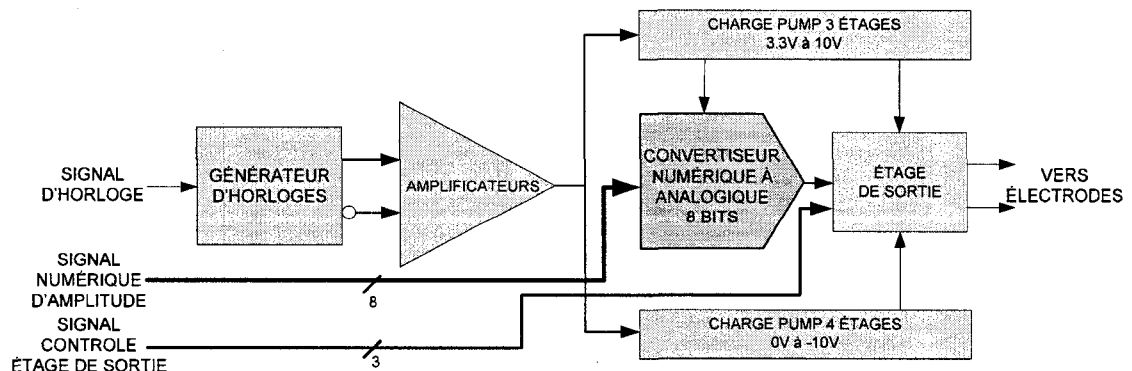 CHARGE PUMP 3 ÉTAGES
3.3V à 10V
SIGNAL
D'HORLOGE
GÉNÉRATEUR
D'HORLOGES
AMPLIFICATEURS
CONVERTISEUR
NUMÉRIQUE À
ANALOGIQUE
8 BITS
ÉTAGE
DE SORTIE
VERS
ÉLECTRODES
SIGNAL
NUMÉRIQUE
D'AMPLITUDE
8
SIGNAL
CONTROLE
ÉTAGE DE SORTIE
3
CHARGE PUMP 4 ÉTAGES
0V à -10V